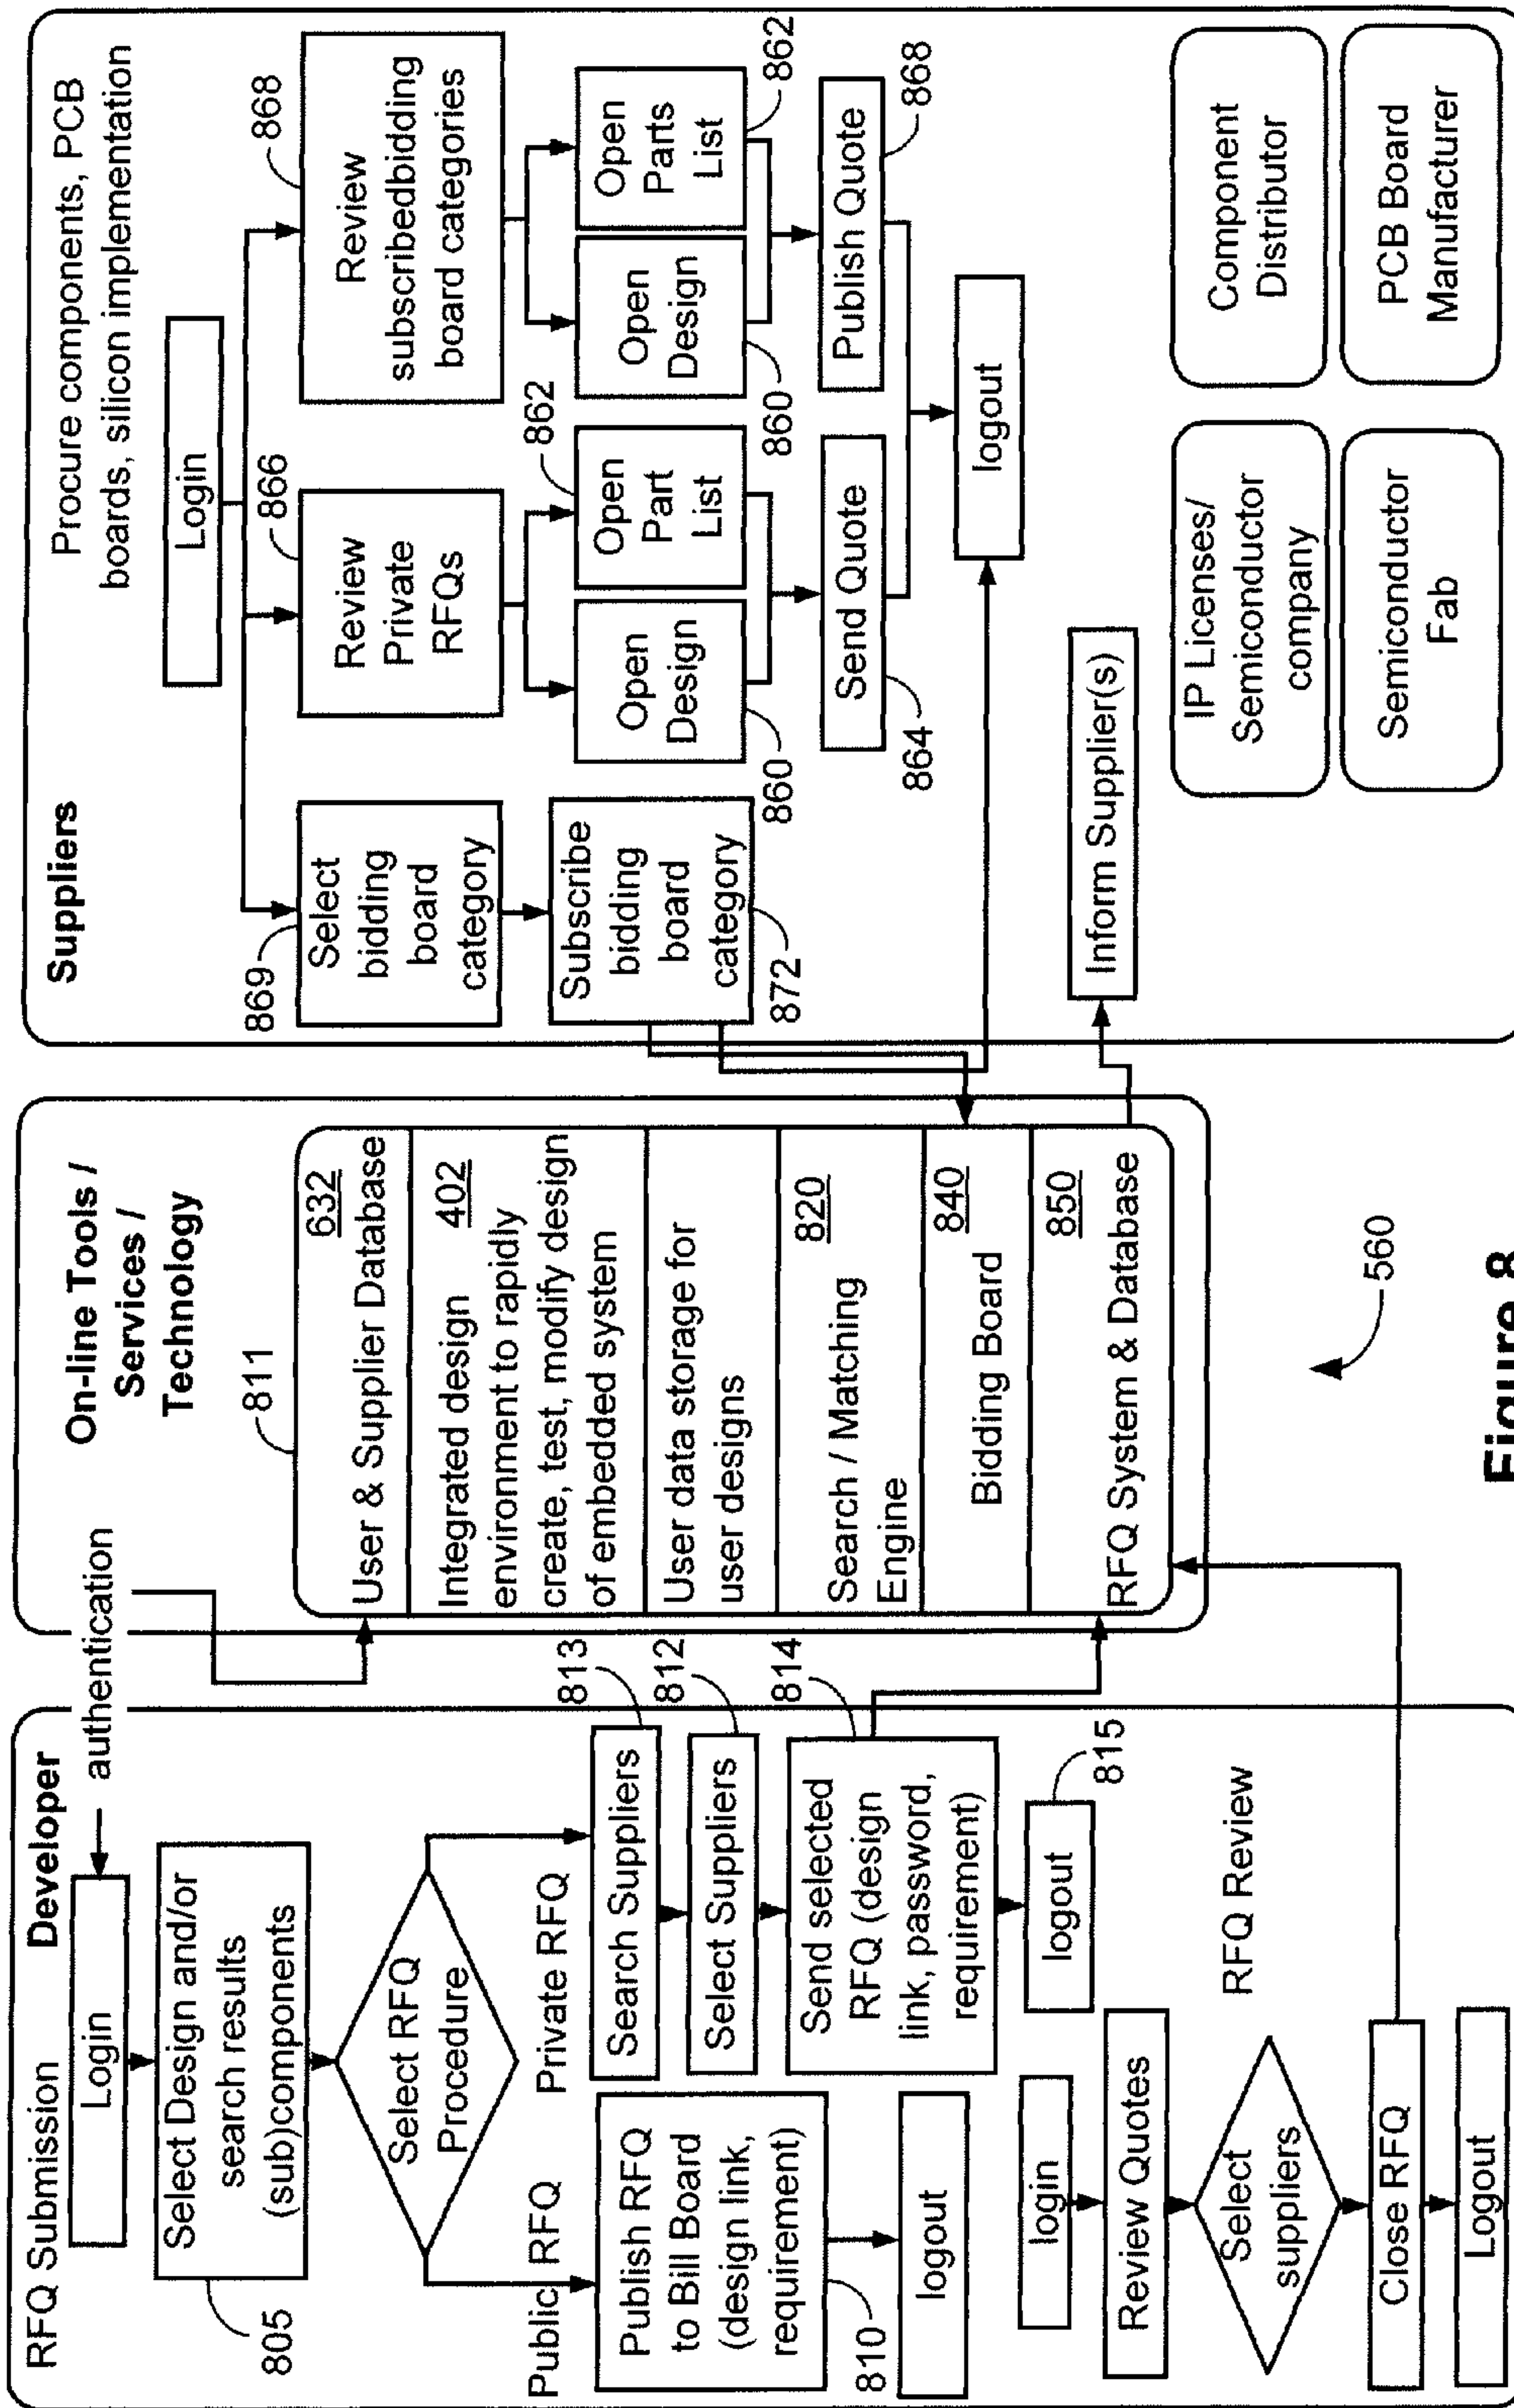 RFQ Submission
Developer
authentication
Login
Select Design and/or
search results
(sub)components
805
Select RFQ
Procedure
Public RFQ
Private RFQ
Publish RFQ
to Bill Board
(design link,
requirement)
810
logout
Search Suppliers
813
Select Suppliers
812
Send selected
RFQ (design
link, password,
requirement)
814
logout
815
RFQ Review
login
Review Quotes
Select
suppliers
Close RFQ
Logout
On-line Tools /
Services /
Technology
811
632
User & Supplier Database
Integrated design 402
environment to rapidly
create, test, modify design
of embedded system
User data storage for
user designs
Search / Matching 820
Engine
840
Bidding Board
850
RFQ System & Database
560
Suppliers
Procure components, PCB
boards, silicon implementation
Login
869
Select
bidding
board
category
Subscribe
bidding
board
category
872
866
Review
Private
RFQs
Open
Design
860
Open
Part
List
862
Send Quote
864
868
Review
subscribedbidding
board categories
Open
Design
860
Open
Parts
List
862
Publish Quote
868
logout
Inform Supplier(s)
IP Licenses/
Semiconductor
company
Component
Distributor
Semiconductor
Fab
PCB Board
Manufacturer
Figure 8